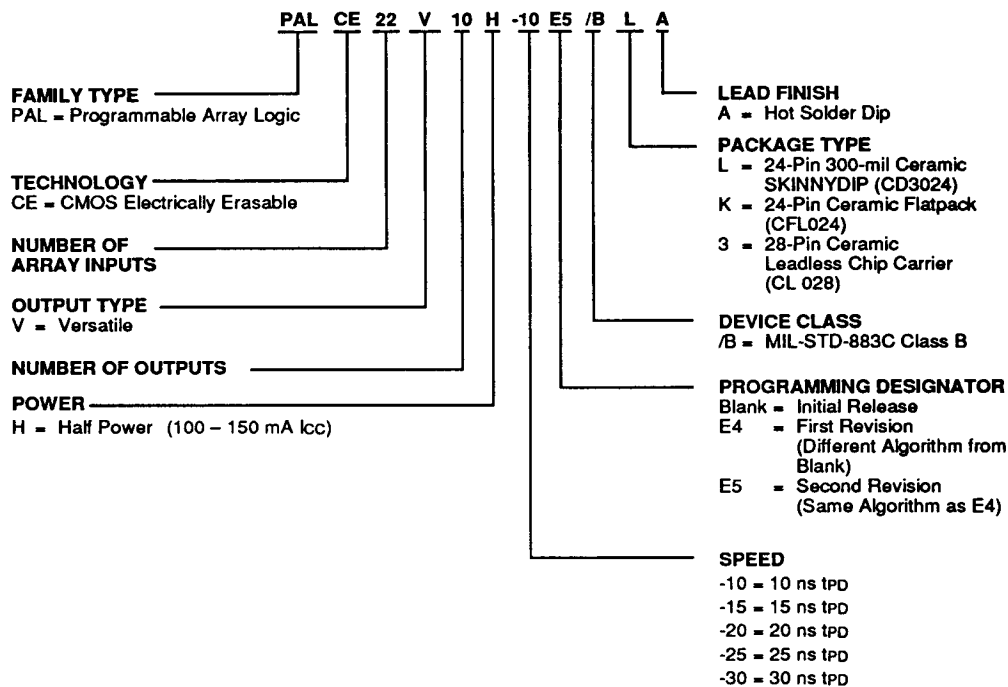 PAL CE 22 V 10 H -10 E5 /B L A
FAMILY TYPE
PAL = Programmable Array Logic
TECHNOLOGY
CE = CMOS Electrically Erasable
NUMBER OF
ARRAY INPUTS
OUTPUT TYPE
V = Versatile
NUMBER OF OUTPUTS
POWER
H = Half Power (100 – 150 mA ICC)
LEAD FINISH
A = Hot Solder Dip
PACKAGE TYPE
L = 24-Pin 300-mil Ceramic
SKINNYDIP (CD3024)
K = 24-Pin Ceramic Flatpack
(CFL024)
3 = 28-Pin Ceramic
Leadless Chip Carrier
(CL 028)
DEVICE CLASS
/B = MIL-STD-883C Class B
PROGRAMMING DESIGNATOR
Blank = Initial Release
E4 = First Revision
(Different Algorithm from
Blank)
E5 = Second Revision
(Same Algorithm as E4)
SPEED
-10 = 10 ns tPD
-15 = 15 ns tPD
-20 = 20 ns tPD
-25 = 25 ns tPD
-30 = 30 ns tPD